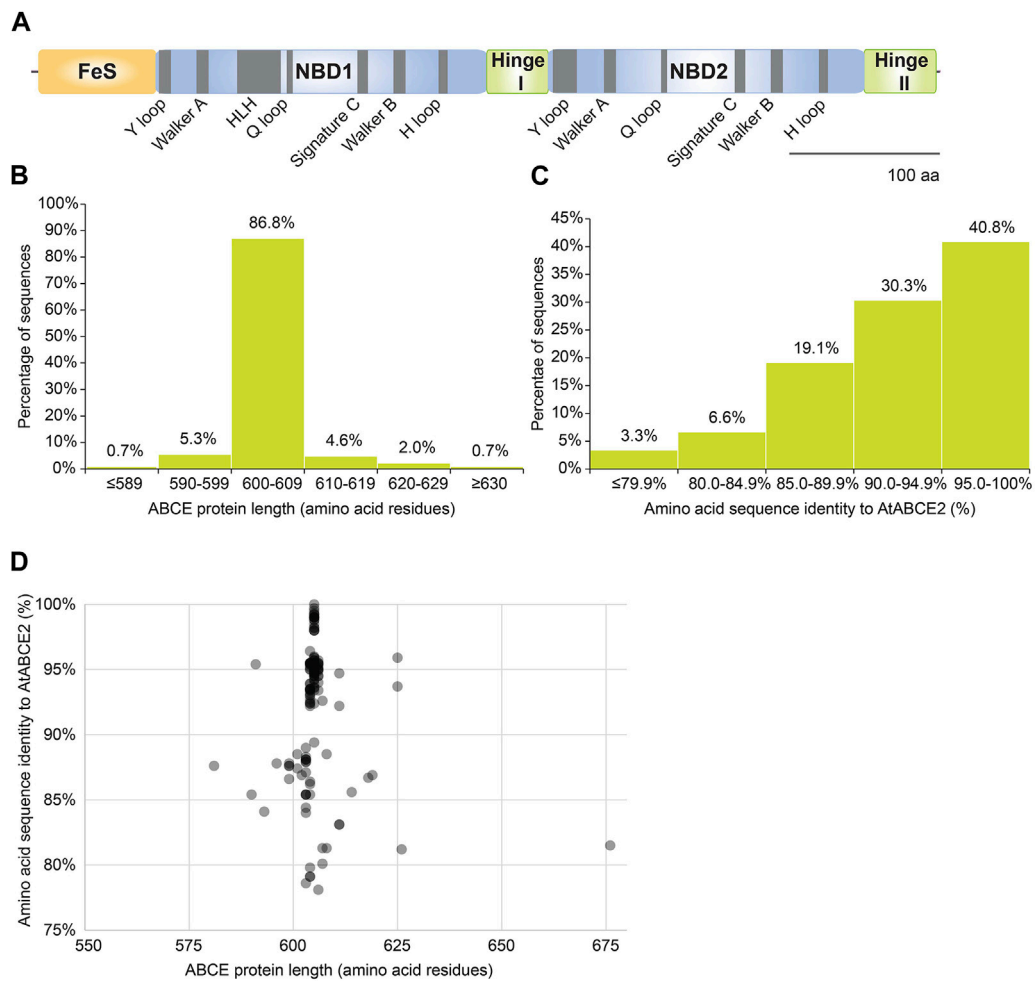 A
FeS
NBD1
Hinge
I
NBD2
Hinge
II
Y loop
Walker A
HLH
Q loop
Signature C
Walker B
H loop
Y loop
Walker A
Q loop
Signature C
Walker B
H loop
100 aa
B
100%
90%
80%
70%
60%
50%
40%
30%
20%
10%
0%
Percentage of sequences
0.7%
5.3%
86.8%
4.6%
2.0%
0.7%
≤589
590-599
600-609
610-619
620-629
≥630
ABCE protein length (amino acid residues)
C
45%
40%
35%
30%
25%
20%
15%
10%
5%
0%
Percentae of sequences
3.3%
6.6%
19.1%
30.3%
40.8%
≤79.9%
80.0-84.9%
85.0-89.9%
90.0-94.9%
95.0-100%
Amino acid sequence identity to AtABCE2 (%)
D
100%
95%
90%
85%
80%
75%
Amino acid sequence identity to AtABCE2 (%)
550
575
600
625
650
675
ABCE protein length (amino acid residues)